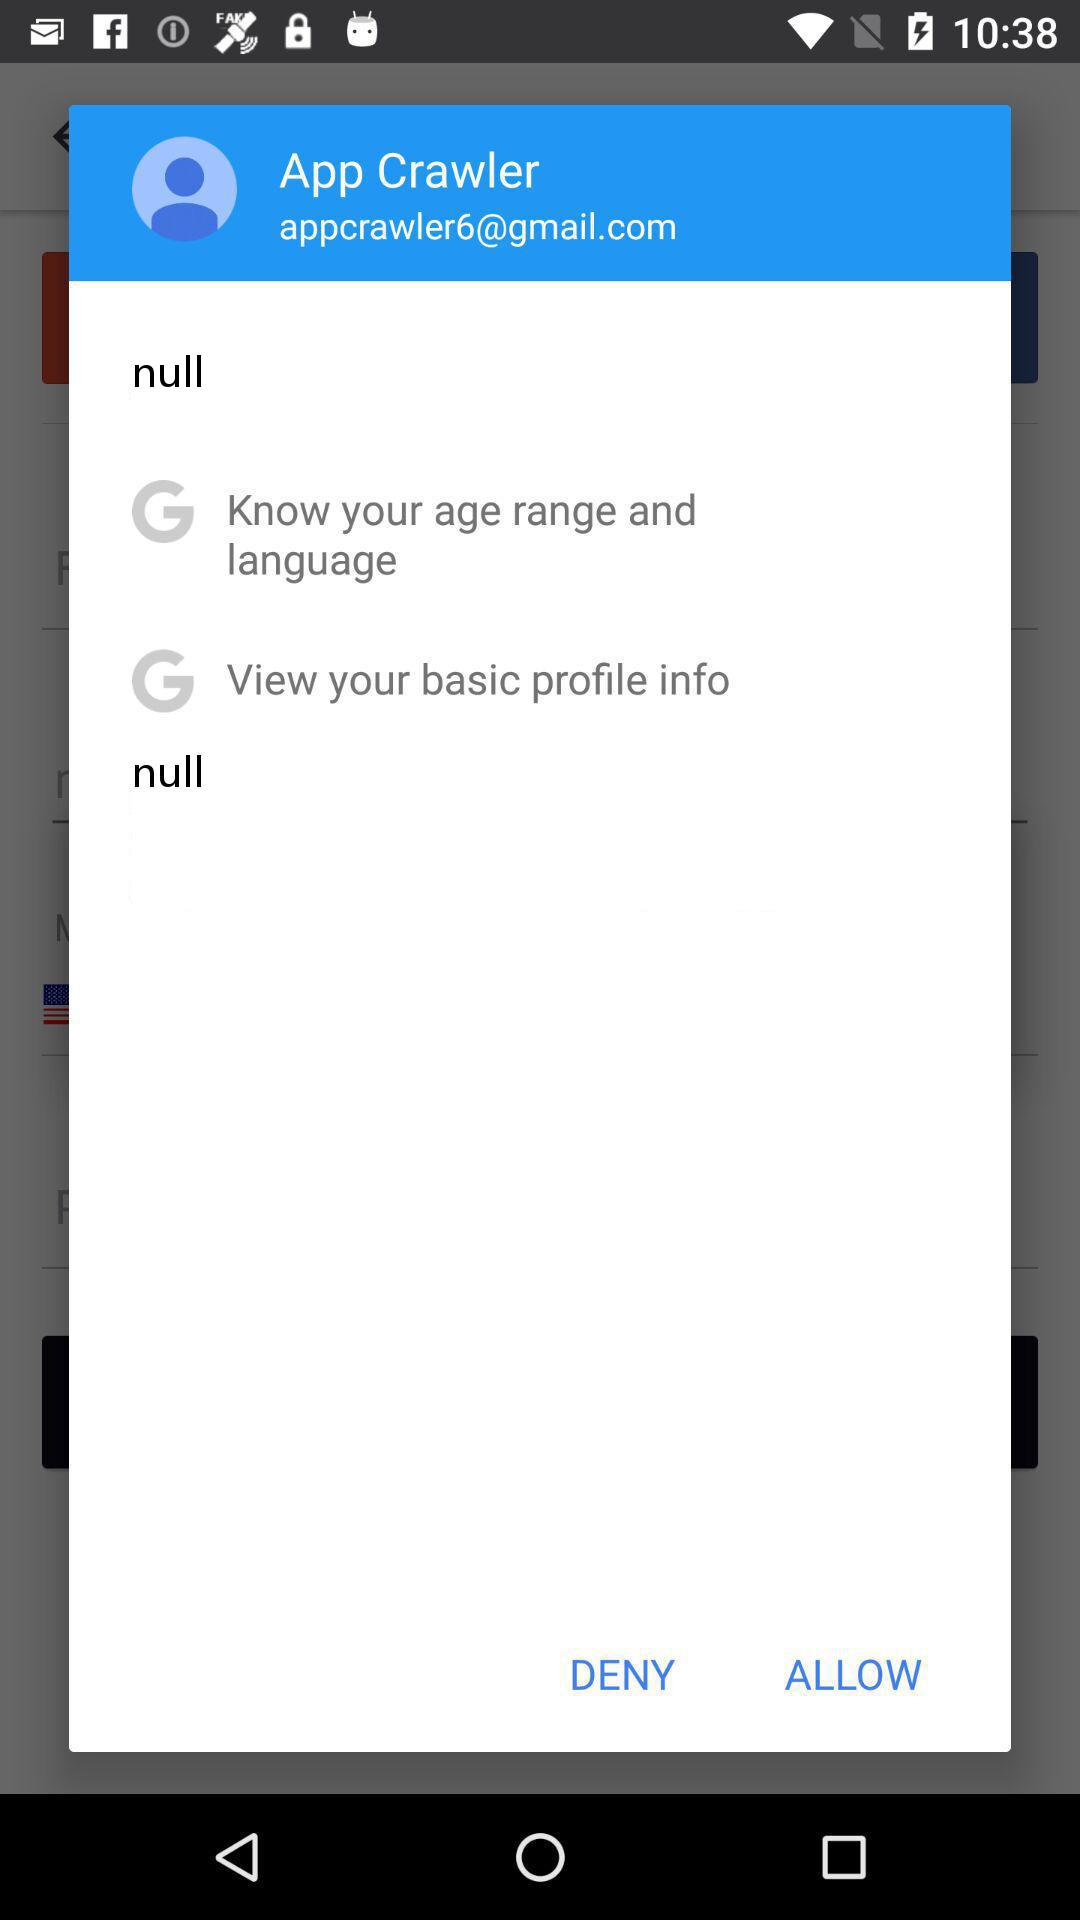 FAKE
10:38
App Crawler
appcrawler6@gmail.com
null
Know your age range and
language
View your basic profile info
null
DENY
ALLOW